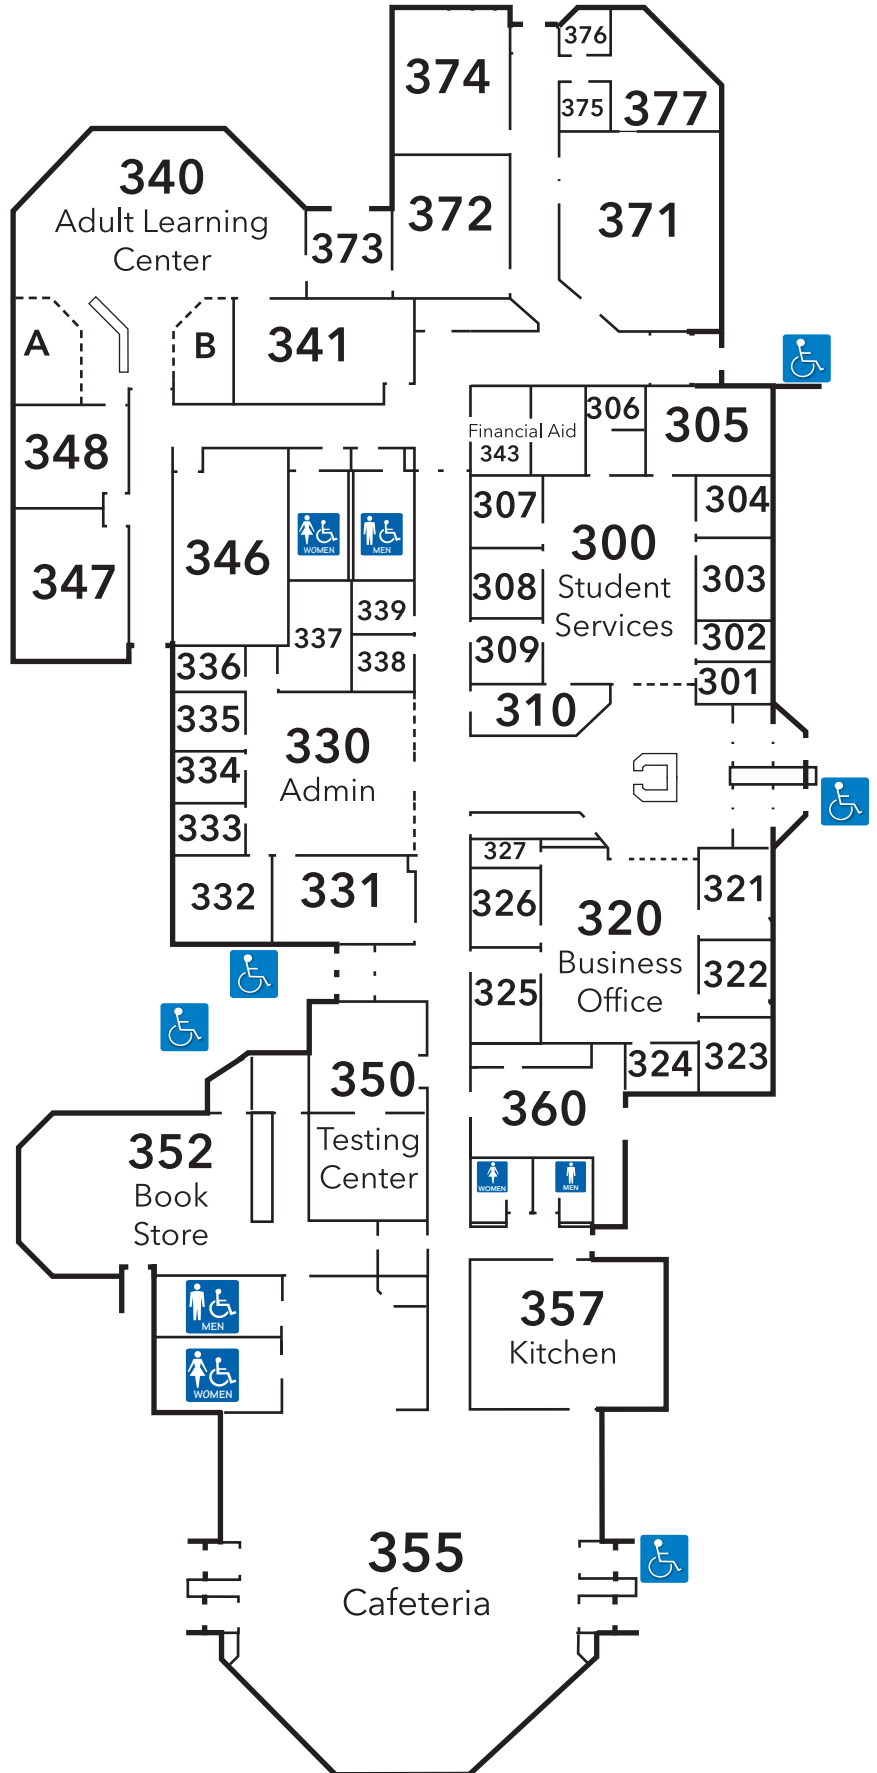 376
374
375
377
340
Adult Learning
Center
373
372
371
A
B
341
306
305
Financial Aid
343
348
307
304
WOMEN
MEN
300
Student
Services
346
347
308
303
339
337
338
309
302
336
301
335
310
330
Admin
334
333
327
332
331
326
321
320
Business
Office
325
322
324
323
350
Testing
Center
360
352
Book
Store
WOMEN
MEN
MEN
357
Kitchen
WOMEN
355
Cafeteria